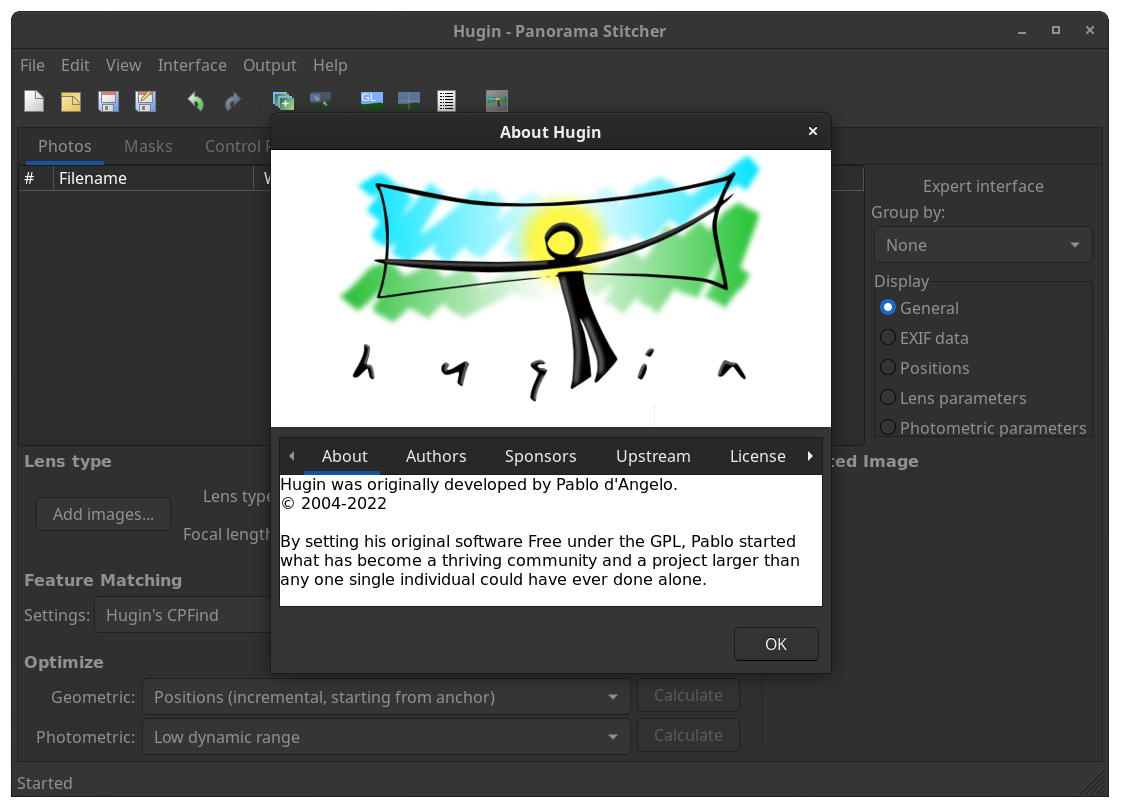 Hugin - Panorama Stitcher
File Edit View Interface Output Help
GL
About Hugin
Photos Masks Control
# Filename
Expert interface
Group by:
None
Display
General
EXIF data
Positions
Lens parameters
Photometric parameters
hugin
About Authors Sponsors Upstream License
Hugin was originally developed by Pablo d'Angelo.
© 2004-2022
By setting his original software Free under the GPL, Pablo started
what has become a thriving community and a project larger than
any one single individual could have ever done alone.
OK
Lens type
Image
Lens type
Add images...
Focal length
Feature Matching
Settings: Hugin's CPFind
Optimize
Geometric: Positions (incremental, starting from anchor) Calculate
Photometric: Low dynamic range Calculate
Started